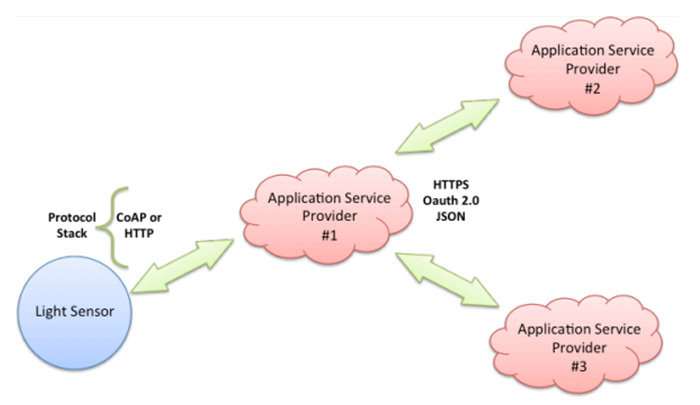 Application Service
Provider
#2
Application Service
Provider
#1
HTTPS
Oauth 2.0
JSON
Protocol
Stack
CoAP or
HTTP
Light Sensor
Application Service
Provider
#3